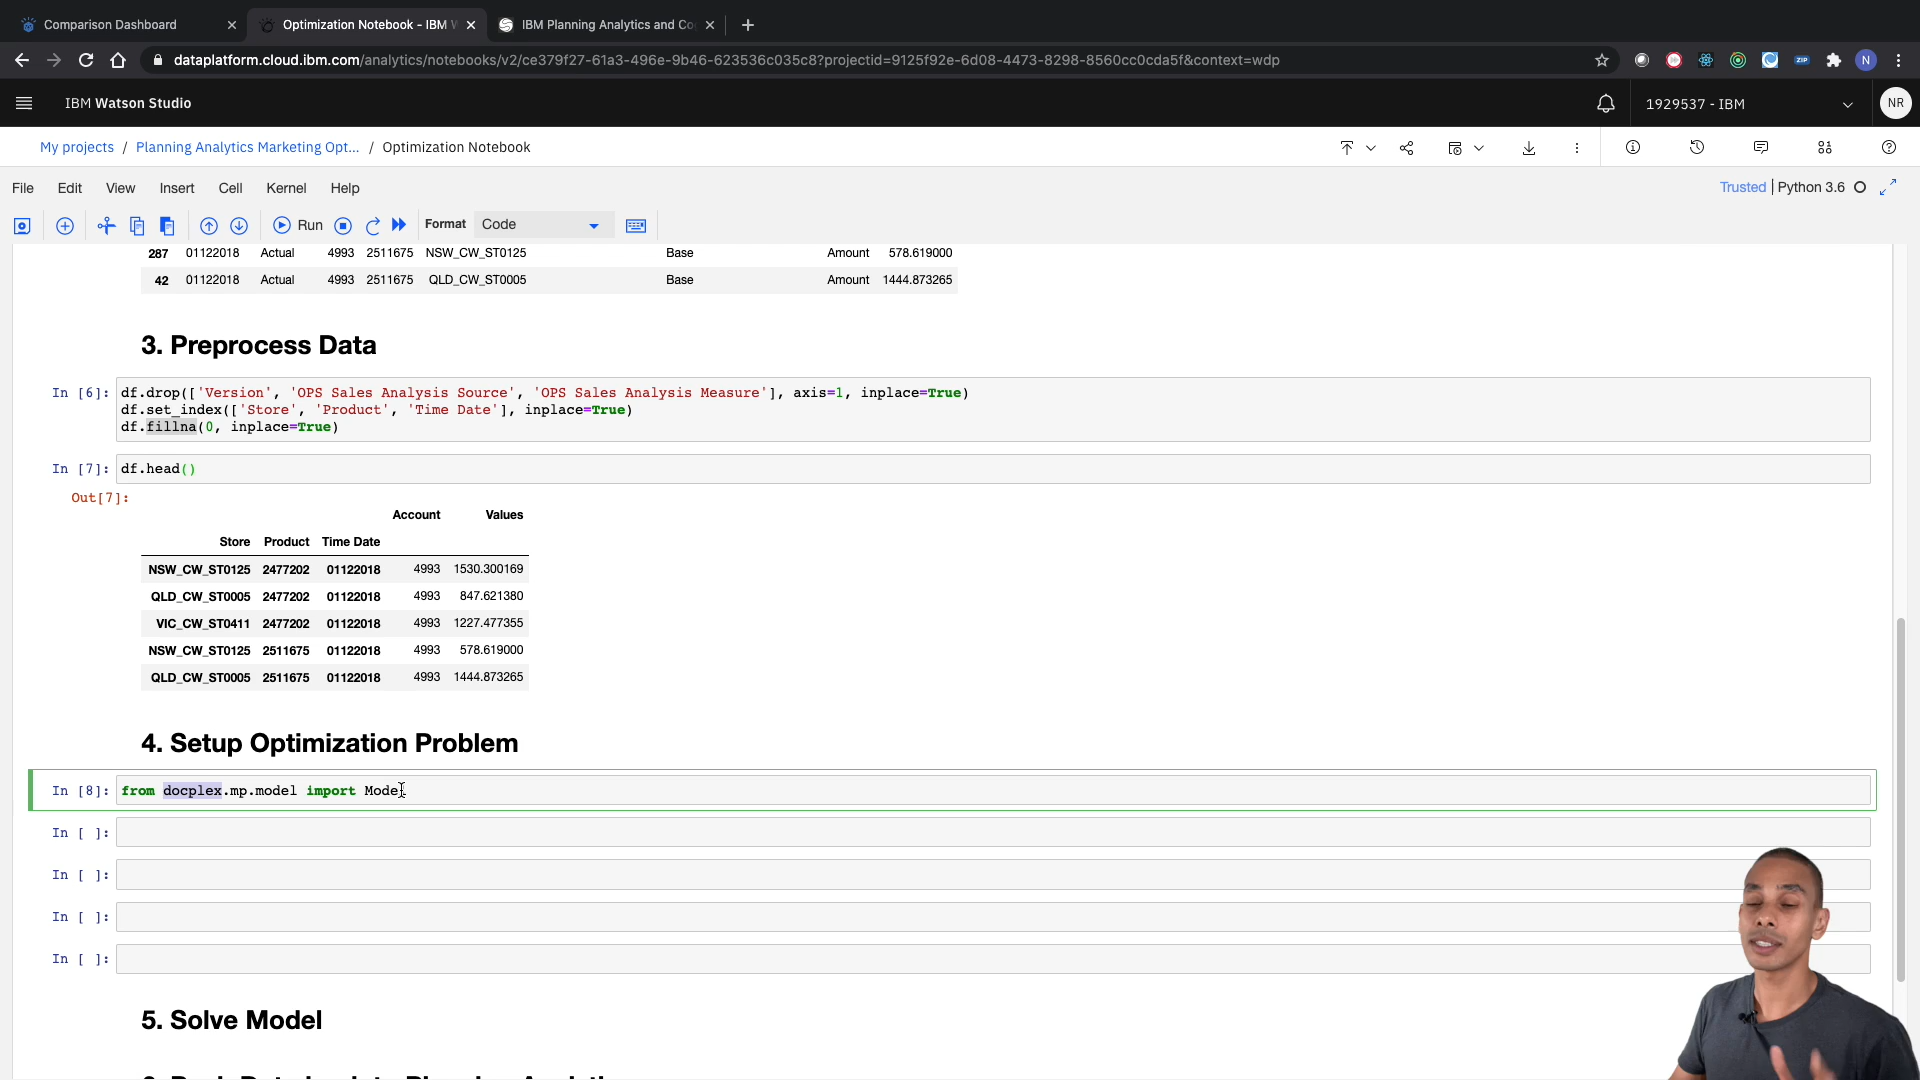 Comparison Dashboard
Optimization Notebook - IBM W
IBM Planning Analytics and Co
dataplatform.cloud.ibm.com/analytics/notebooks/v2/ce379f27-61a3-496e-9b46-623536c035c8?projectid=9125f92e-6d08-4473-8298-8560cc0cda5f&context=wdp
ZIP
N
IBM Watson Studio
1929537 - IBM
NR
My projects / Planning Analytics Marketing Opt... / Optimization Notebook
File Edit View Insert Cell Kernel Help
Trusted | Python 3.6
Run
Format
Code
287 01122018 Actual 4993 2511675 NSW_CW_ST0125 Base Amount 578.619000
42 01122018 Actual 4993 2511675 QLD_CW_ST0005 Base Amount 1444.873265
3. Preprocess Data
In [6]: df.drop(['Version', 'OPS Sales Analysis Source', 'OPS Sales Analysis Measure'], axis=1, inplace=True)
df.set_index(['Store', 'Product', 'Time Date'], inplace=True)
df.fillna(0, inplace=True)
In [7]: df.head()
Out[7]:
Account Values
Store Product Time Date
NSW_CW_ST0125 2477202 01122018 4993 1530.300169
QLD_CW_ST0005 2477202 01122018 4993 847.621380
VIC_CW_ST0411 2477202 01122018 4993 1227.477355
NSW_CW_ST0125 2511675 01122018 4993 578.619000
QLD_CW_ST0005 2511675 01122018 4993 1444.873265
4. Setup Optimization Problem
In [8]: from docplex.mp.model import Model
In [ ]:
In [ ]:
In [ ]:
In [ ]:
5. Solve Model